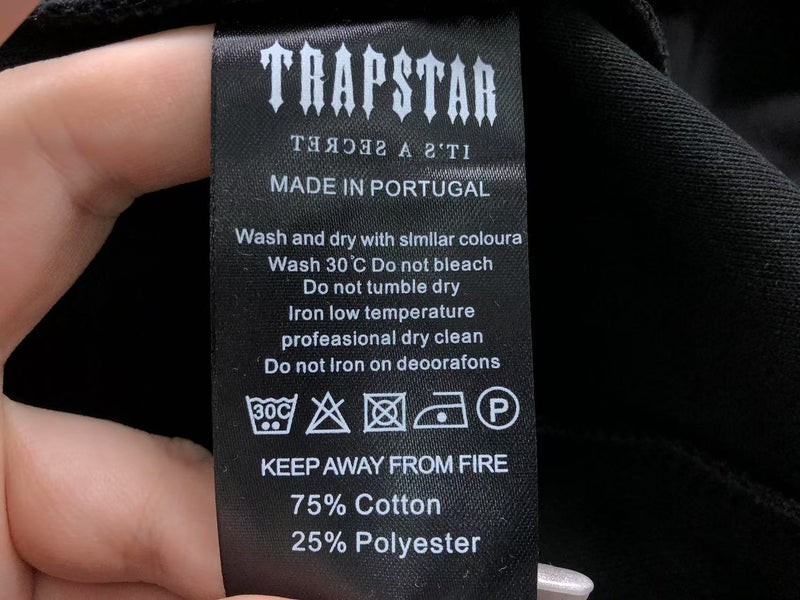 TRAPSTAR
IT'S A SECRET
MADE IN PORTUGAL
Wash and dry with slmllar coloura
Wash 30°C Do not bleach
Do not tumble dry
Iron low temperature
profeasional dry clean
Do not Iron on deoorafons
30C P
KEEP AWAY FROM FIRE
75% Cotton
25% Polyester